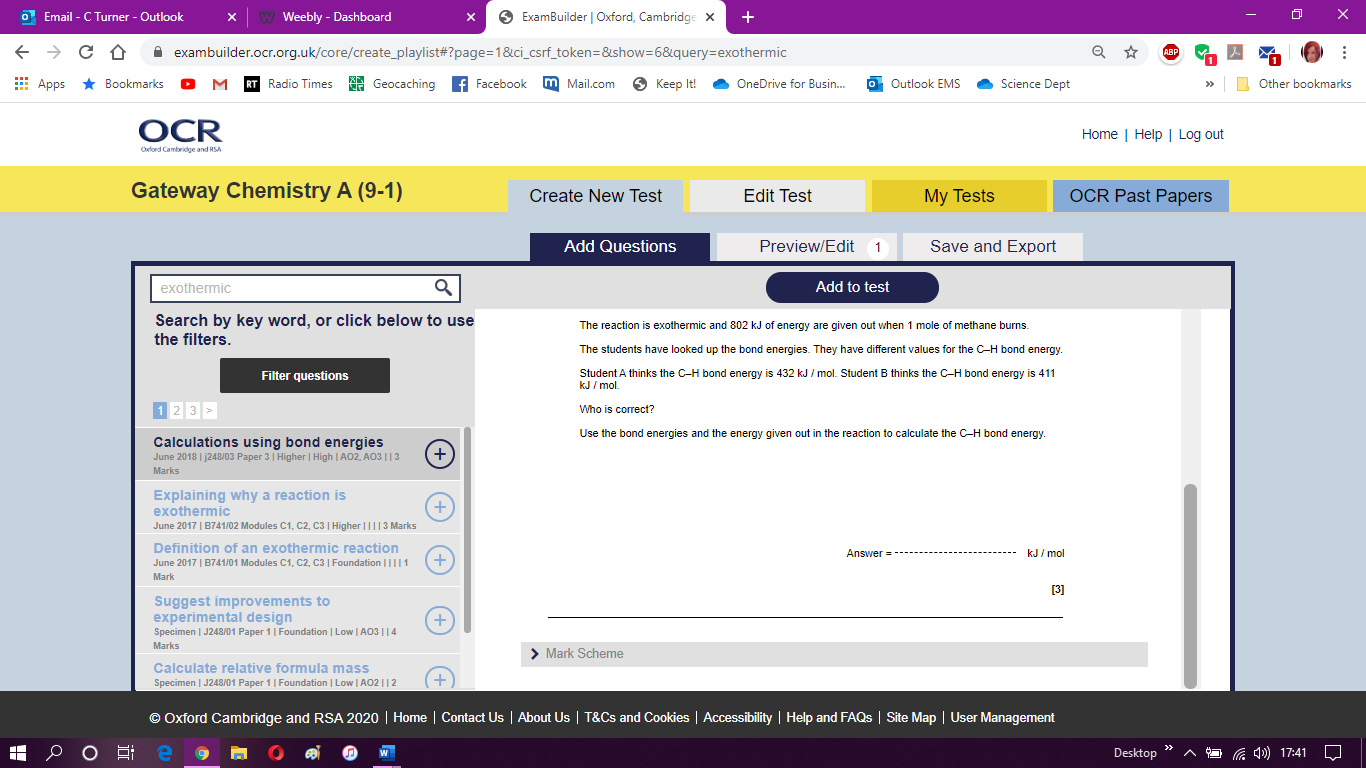 Email - C Turner - Outlook
Weebly - Dashboard
ExamBuilder | Oxford, Cambridge
exambuilder.ocr.org.uk/core/create_playlist#?page=1&ci_csrf_token=&show=6&query=exothermic
ABP
1
1
Apps
Bookmarks
RT
Radio Times
Geocaching
Facebook
Mail.com
Keep It!
OneDrive for Busin...
Outlook EMS
Science Dept
»
Other bookmarks
OCR
Oxford Cambridge and RSA
Home | Help | Log out
Gateway Chemistry A (9-1)
Create New Test
Edit Test
My Tests
OCR Past Papers
Add Questions
Preview/Edit 1
Save and Export
exothermic
Add to test
Search by key word, or click below to use
the filters.
Filter questions
1 2 3 >
Calculations using bond energies
June 2018 | j248/03 Paper 3 | Higher | High | AO2, AO3 | | 3
Marks
Explaining why a reaction is
exothermic
June 2017 | B741/02 Modules C1, C2, C3 | Higher | | | | 3 Marks
Definition of an exothermic reaction
June 2017 | B741/01 Modules C1, C2, C3 | Foundation | | | | 1
Mark
Suggest improvements to
experimental design
Specimen | J248/01 Paper 1 | Foundation | Low | AO3 | | 4
Marks
Calculate relative formula mass
Specimen | J248/01 Paper 1 | Foundation | Low | AO2 | | 2
The reaction is exothermic and 802 kJ of energy are given out when 1 mole of methane burns.
The students have looked up the bond energies. They have different values for the C–H bond energy.
Student A thinks the C–H bond energy is 432 kJ / mol. Student B thinks the C–H bond energy is 411
kJ / mol.
Who is correct?
Use the bond energies and the energy given out in the reaction to calculate the C–H bond energy.
Answer = -------------------------- kJ / mol
[3]
Mark Scheme
© Oxford Cambridge and RSA 2020 | Home | Contact Us | About Us | T&Cs and Cookies | Accessibility | Help and FAQs | Site Map | User Management
Desktop » 17:41